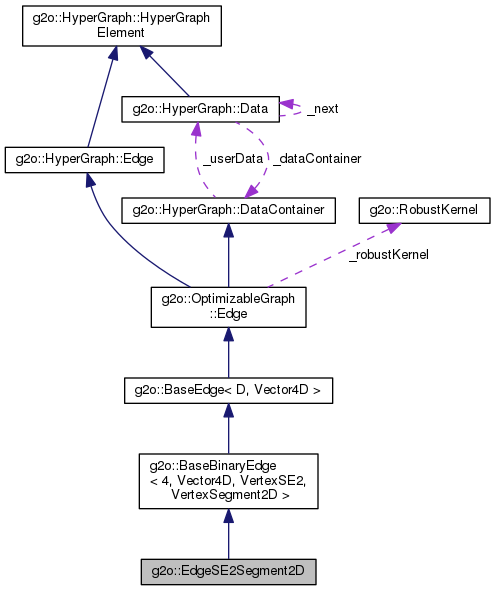 g2o::HyperGraph::HyperGraph
Element
g2o::HyperGraph::Data
_next
g2o::HyperGraph::Edge
_userData
_dataContainer
g2o::HyperGraph::DataContainer
g2o::RobustKernel
_robustKernel
g2o::OptimizableGraph
::Edge
g2o::BaseEdge< D, Vector4D >
g2o::BaseBinaryEdge
< 4, Vector4D, VertexSE2,
VertexSegment2D >
g2o::EdgeSE2Segment2D